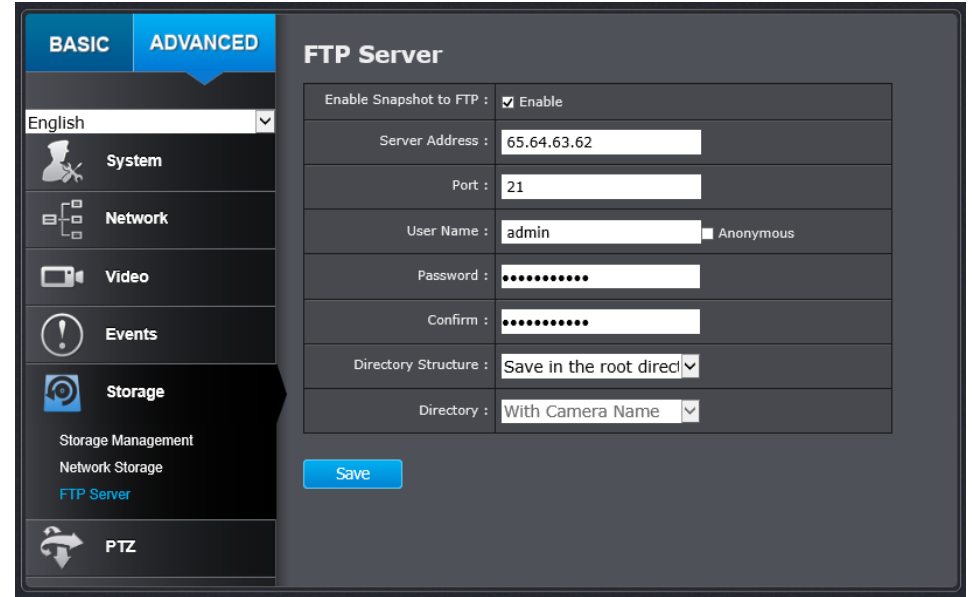 BASIC
ADVANCED
English
System
Network
Video
Events
Storage
Storage Management
Network Storage
FTP Server
PTZ
FTP Server
Enable Snapshot to FTP : Enable
Server Address : 65.64.63.62
Port : 21
User Name : admin Anonymous
Password : •••••••••••
Confirm : •••••••••••
Directory Structure : Save in the root direc
Directory : With Camera Name
Save